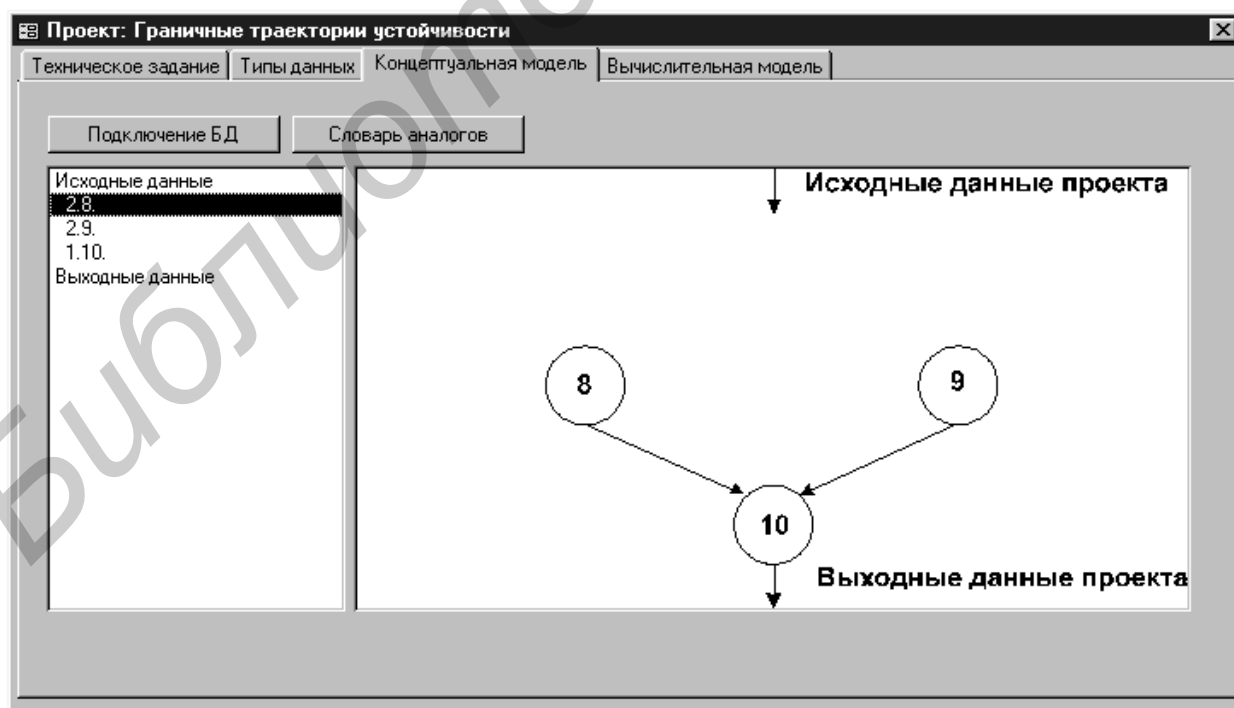 Проект: Граничные траектории устойчивости
Техническое задание Типы данных Концептуальная модель Вычислительная модель
Подключение БД Словарь аналогов
Исходные данные
2.8.
2.9.
1.10.
Выходные данные
Исходные данные проекта
8 9
10
Выходные данные проекта